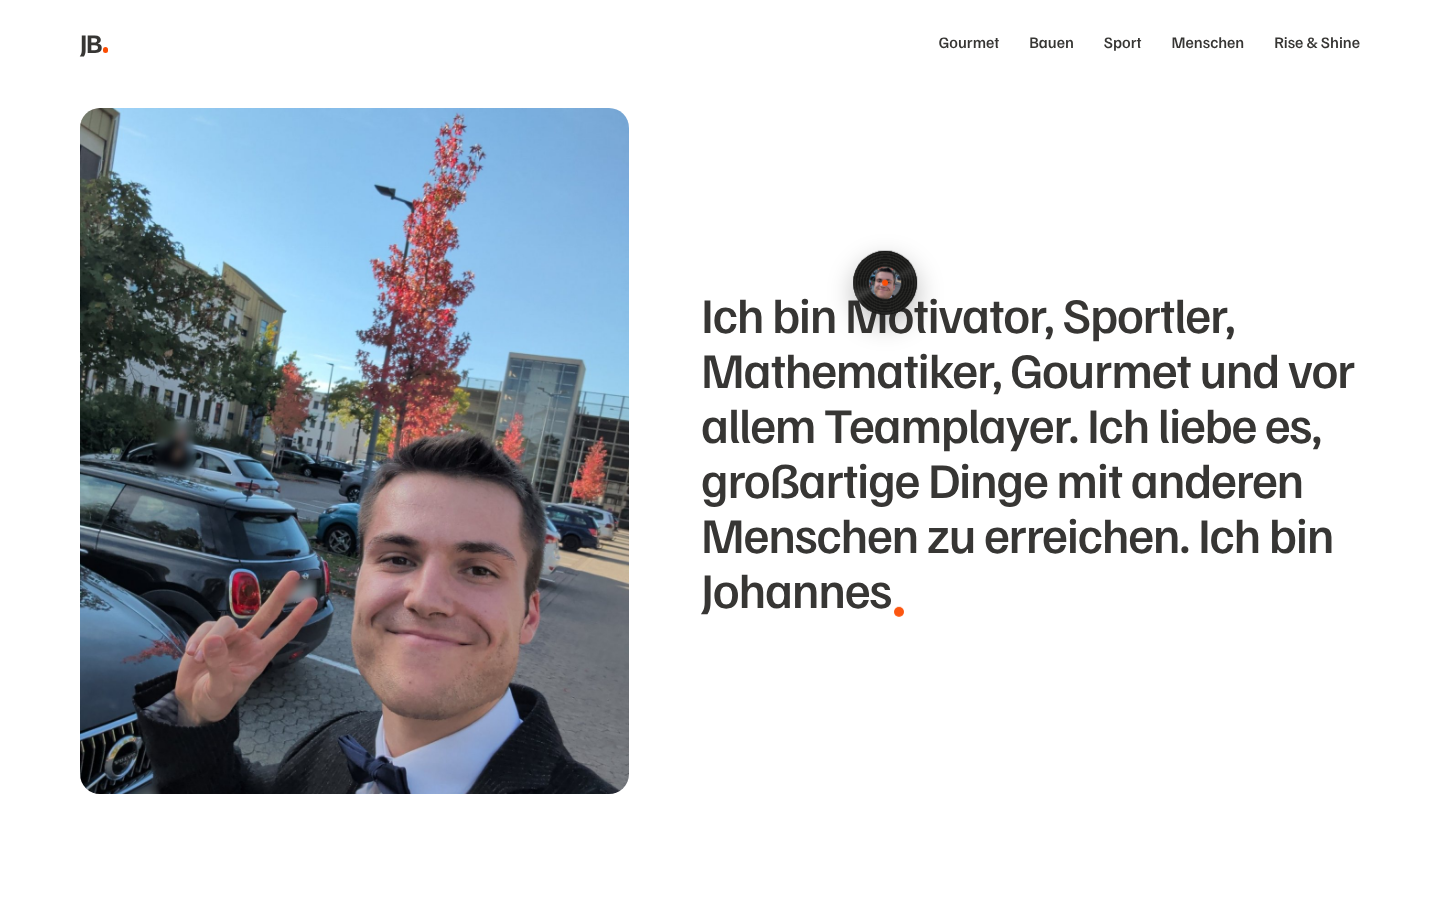 JB.
Gourmet
Bauen
Sport
Menschen
Rise & Shine
Ich bin Motivator, Sportler,
Mathematiker, Gourmet und vor
allem Teamplayer. Ich liebe es,
großartige Dinge mit anderen
Menschen zu erreichen. Ich bin
Johannes.